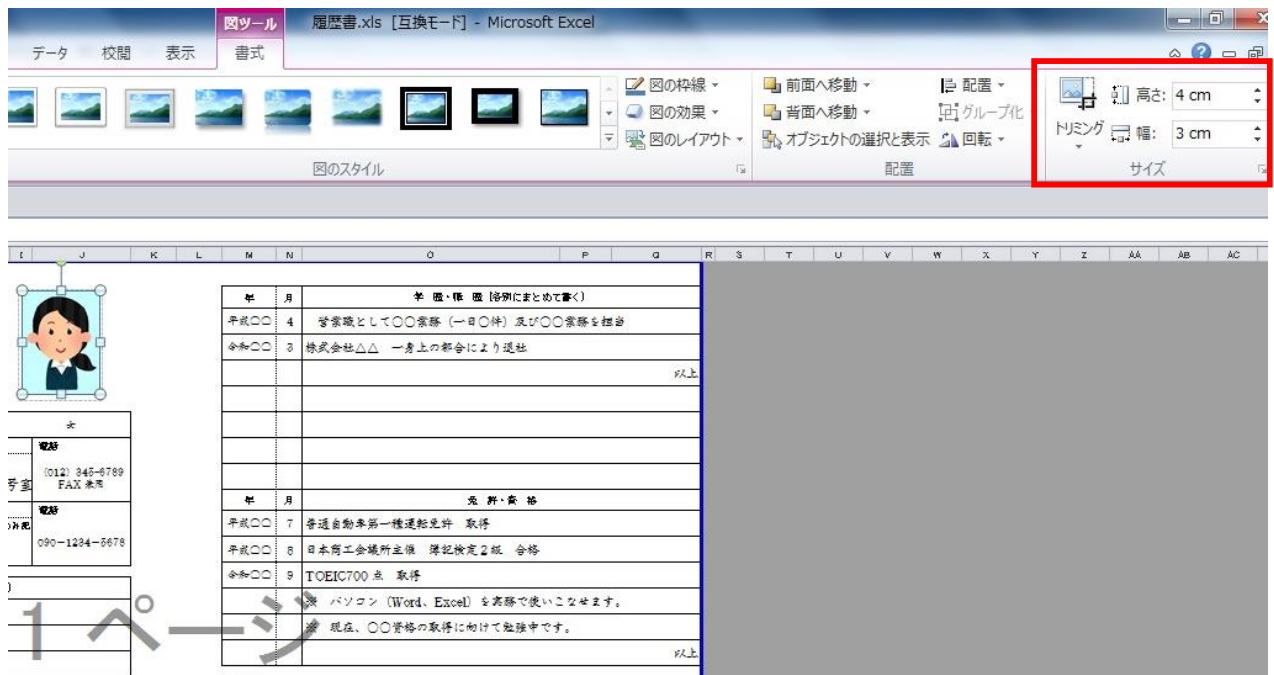 図ツール 履歴書.xls [互換モード] - Microsoft Excel
データ 校閲 表示 書式
図の枠線 前面へ移動 配置 高さ: 4 cm
図の効果 背面へ移動 グループ化
トリミング 幅: 3 cm
図のレイアウト オブジェクトの選択と表示 回転
図のスタイル 配置 サイズ
I J K L M N O P Q R S T U V W X Y Z AA AB AC
年 月 学 歴・職 歴 (各別にまとめて書く)
平成○○ 4 営業職として○○業務(一日○件)及び○○業務を担当
令和○○ 3 株式会社△△ 一身上の都合により退社
以上
女
電話
(012) 345-6789
号室 FAX 兼用
電話
090-1234-5678
年 月 免 許・資 格
平成○○ 7 普通自動車第一種運転免許 取得
平成○○ 8 日本商工会議所主催 簿記検定2級 合格
令和○○ 9 TOEIC700 点 取得
※ パソコン(Word、Excel)を実務で使いこなせます。
※ 現在、○○資格の取得に向けて勉強中です。
以上
1 ページ